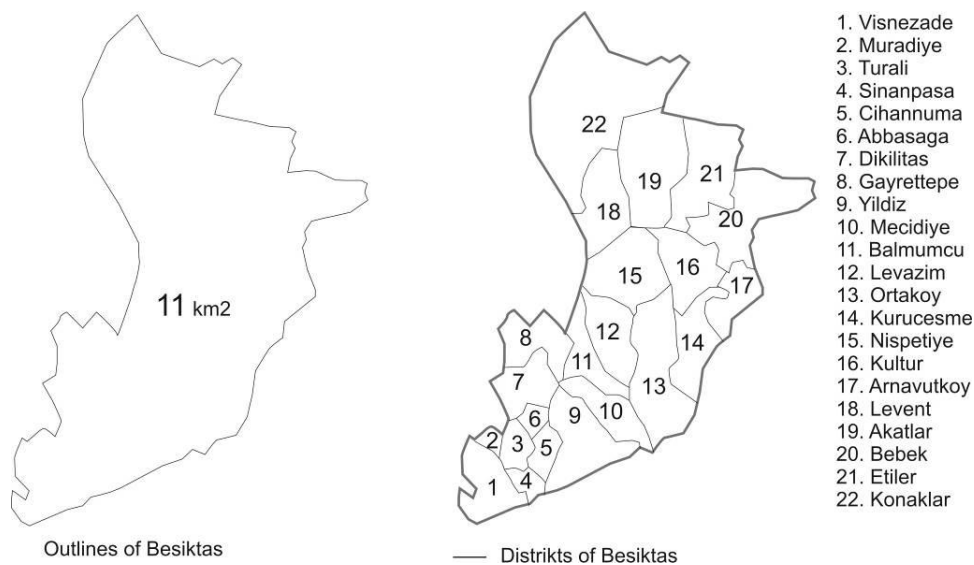 11 km2
Outlines of Besiktas
22
21
19
18
20
16
15
17
12
8
14
11
7
13
10
9
6
2
3
5
4
1
Distrikts of Besiktas
1. Visnezade
2. Muradiye
3. Turali
4. Sinanpasa
5. Cihannuma
6. Abbasaga
7. Dikilitas
8. Gayrettepe
9. Yildiz
10. Mecidiye
11. Balmumcu
12. Levazim
13. Ortakoy
14. Kurucesme
15. Nispetiye
16. Kultur
17. Arnavutkoy
18. Levent
19. Akatlar
20. Bebek
21. Etiler
22. Konaklar